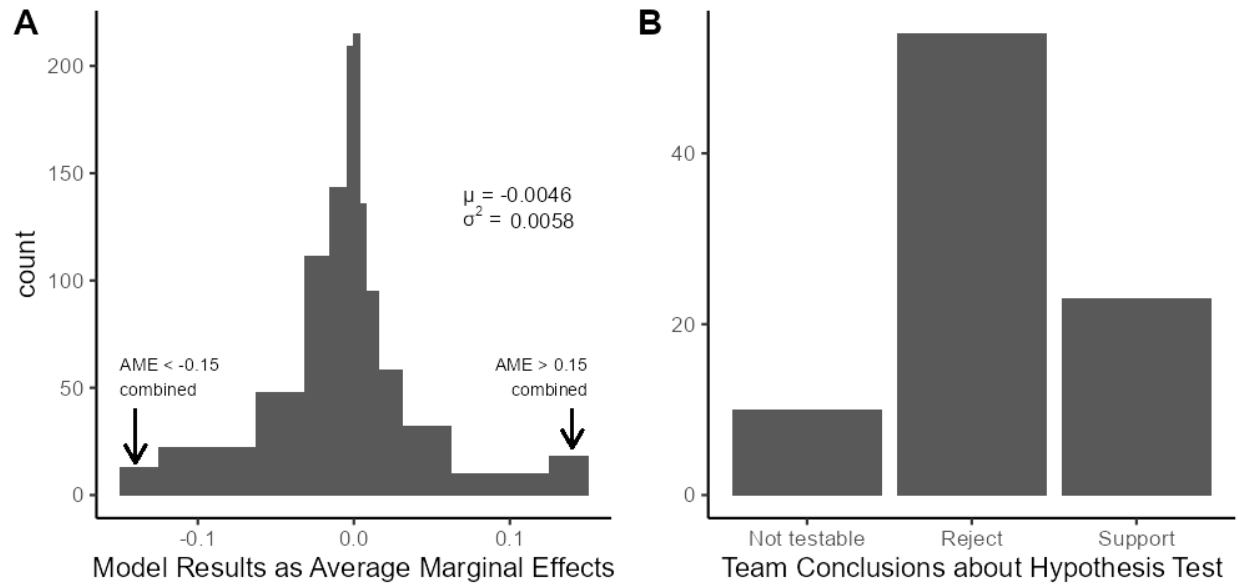 A
200
150
100
50
0
count
μ = -0.0046
σ² = 0.0058
AME < -0.15
combined
AME > 0.15
combined
-0.1 0.0 0.1
Model Results as Average Marginal Effects
B
40
20
0
Not testable Reject Support
Team Conclusions about Hypothesis Test